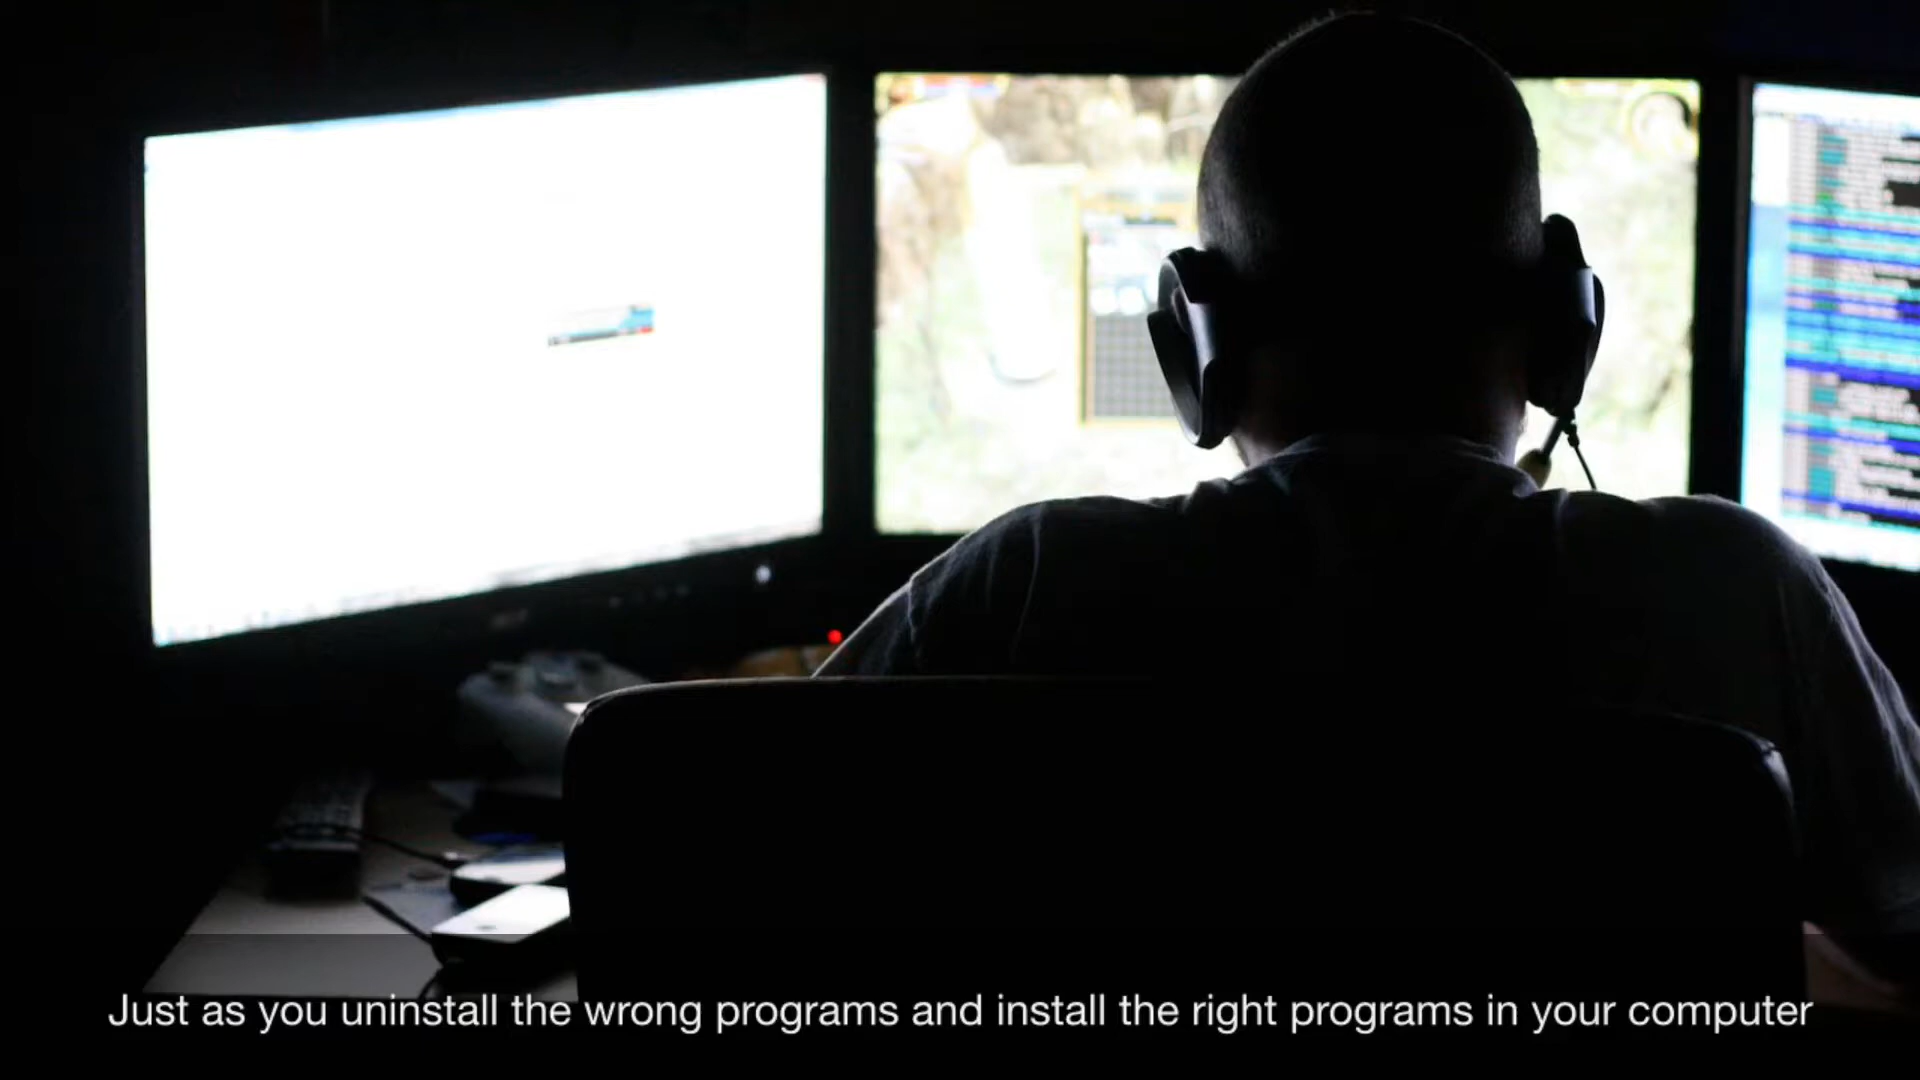 Just as you uninstall the wrong programs and install the right programs in your computer